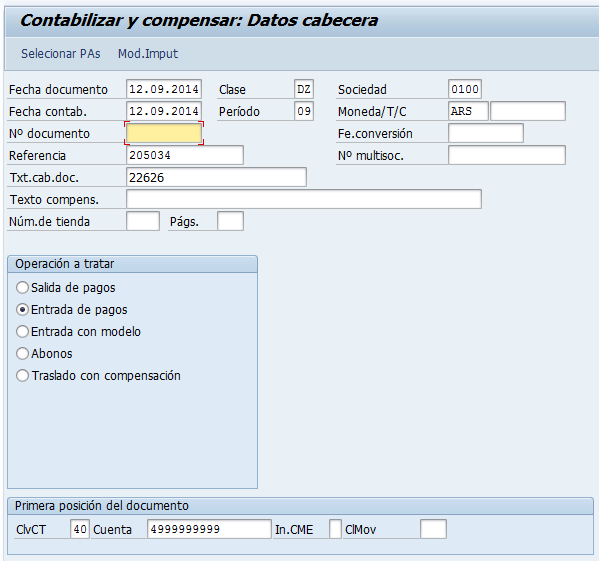 Contabilizar y compensar: Datos cabecera
Selecionar PAs Mod.Imput
Fecha documento 12.09.2014 Clase DZ Sociedad 0100
Fecha contab. 12.09.2014 Período 09 Moneda/T/C ARS
Nº documento Fe.conversión
Referencia 205034 Nº multisoc.
Txt.cab.doc. 22626
Texto compens.
Núm.de tienda Págs.
Operación a tratar
Salida de pagos
Entrada de pagos
Entrada con modelo
Abonos
Traslado con compensación
Primera posición del documento
ClvCT 40 Cuenta 4999999999 In.CME ClMov